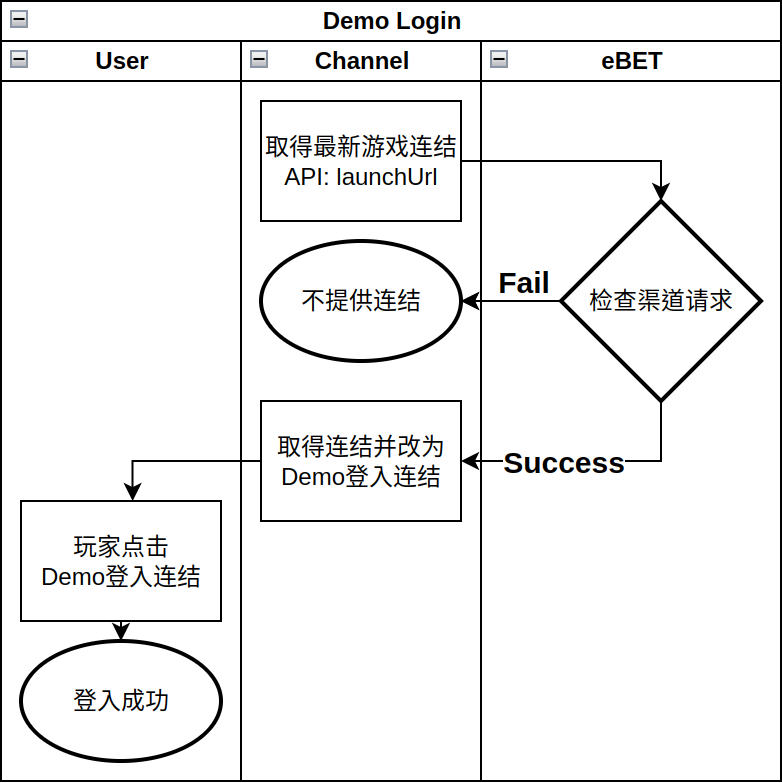 Demo Login
User
Channel
eBET
取得最新游戏连结
API: launchUrl
Fail
不提供连结
检查渠道请求
取得连结并改为
Demo登入连结
Success
玩家点击
Demo登入连结
登入成功